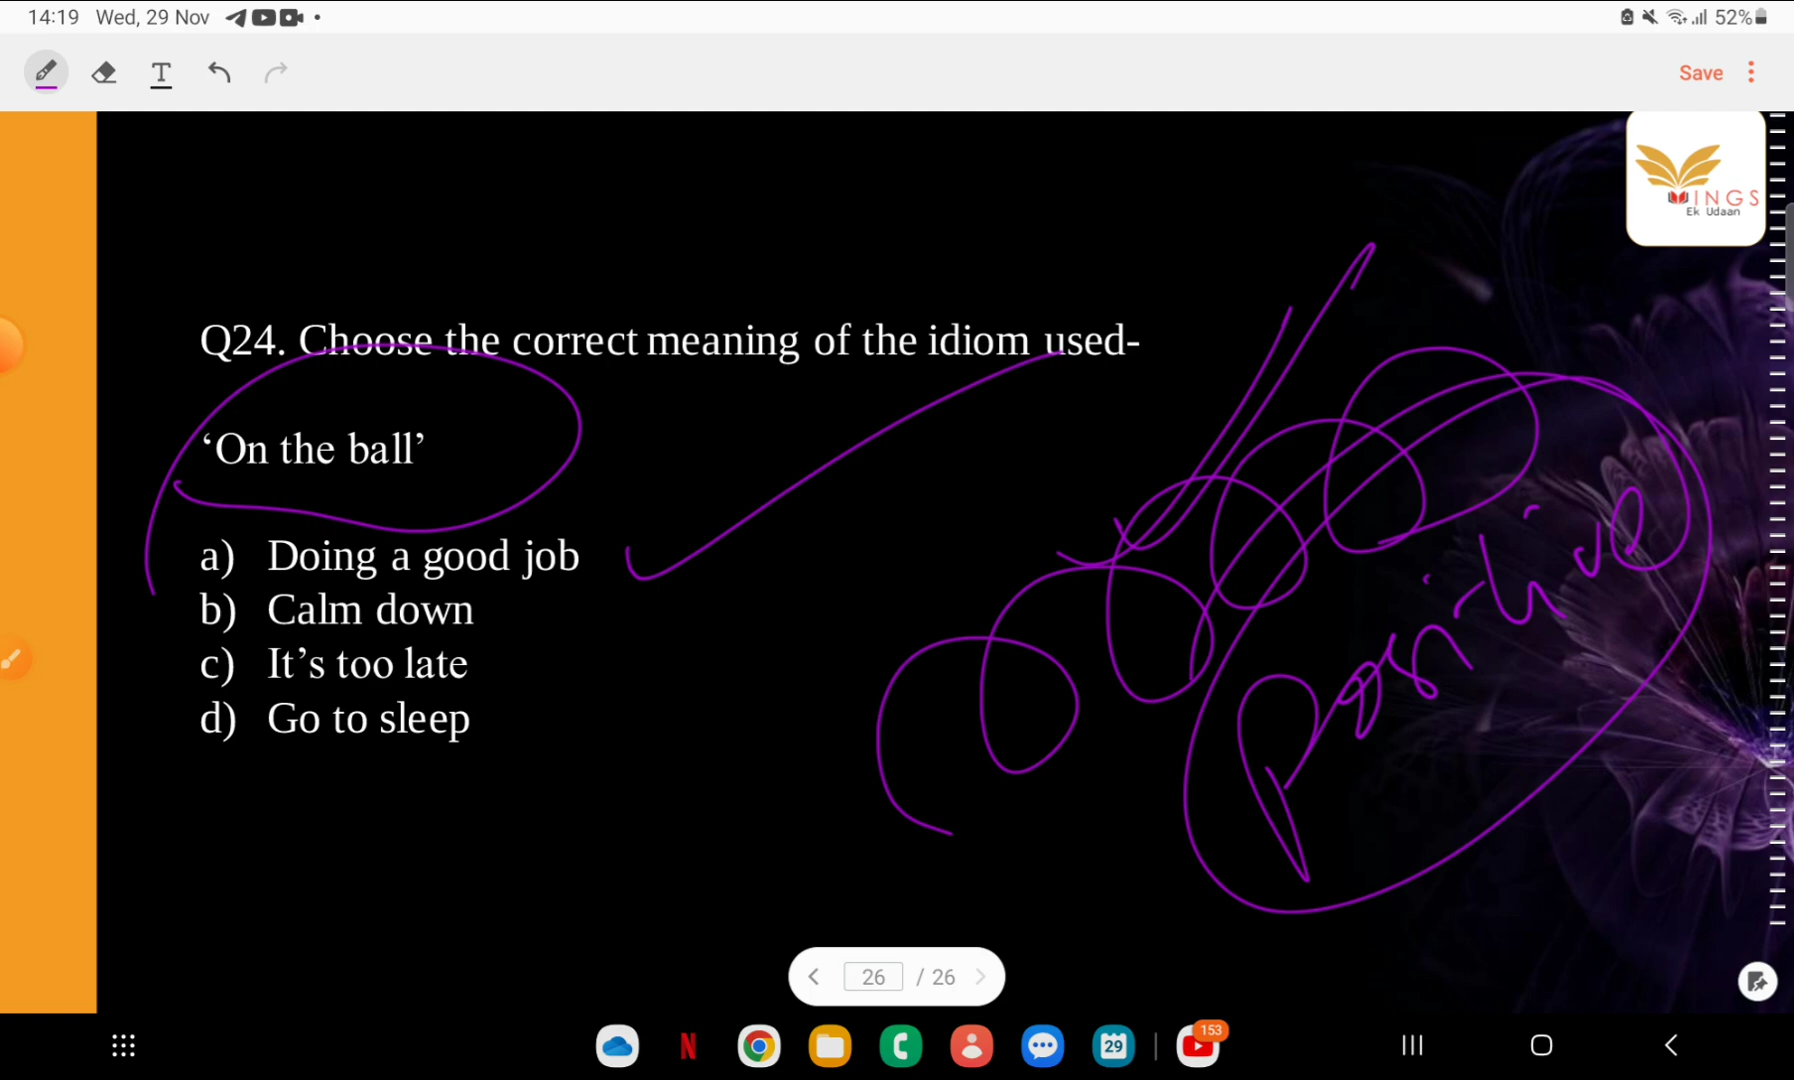 14:19 Wed, 29 Nov
52%
T
Save
WINGS
Ek Udaan
Q24. Choose the correct meaning of the idiom used-
‘On the ball’
a) Doing a good job
b) Calm down
c) It’s too late
d) Go to sleep
positive
26 / 26
N
29
153